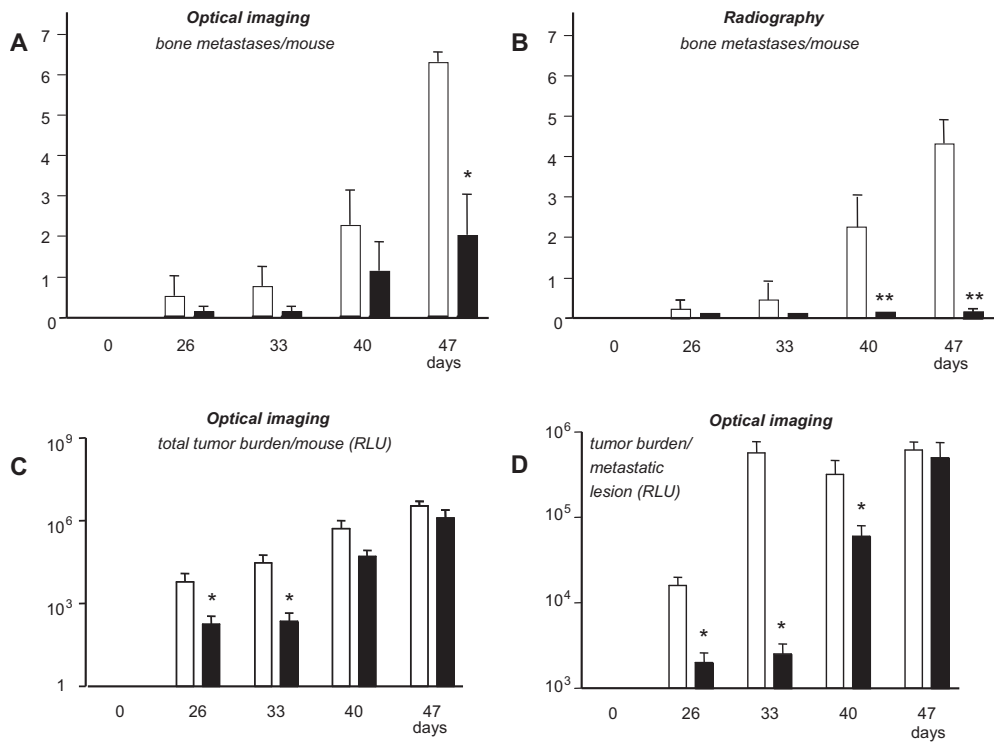 A
Optical imaging
bone metastases/mouse
7
6
5
4
3
2
1
0
*
0 26 33 40 47
days
B
Radiography
bone metastases/mouse
7
6
5
4
3
2
1
0
** **
0 26 33 40 47
days
C
Optical imaging
total tumor burden/mouse (RLU)
10⁹
10⁶
10³
1
* *
0 26 33 40 47
days
D
Optical imaging
tumor burden/
metastatic
lesion (RLU)
10⁶
10⁵
10⁴
10³
* * *
0 26 33 40 47
days